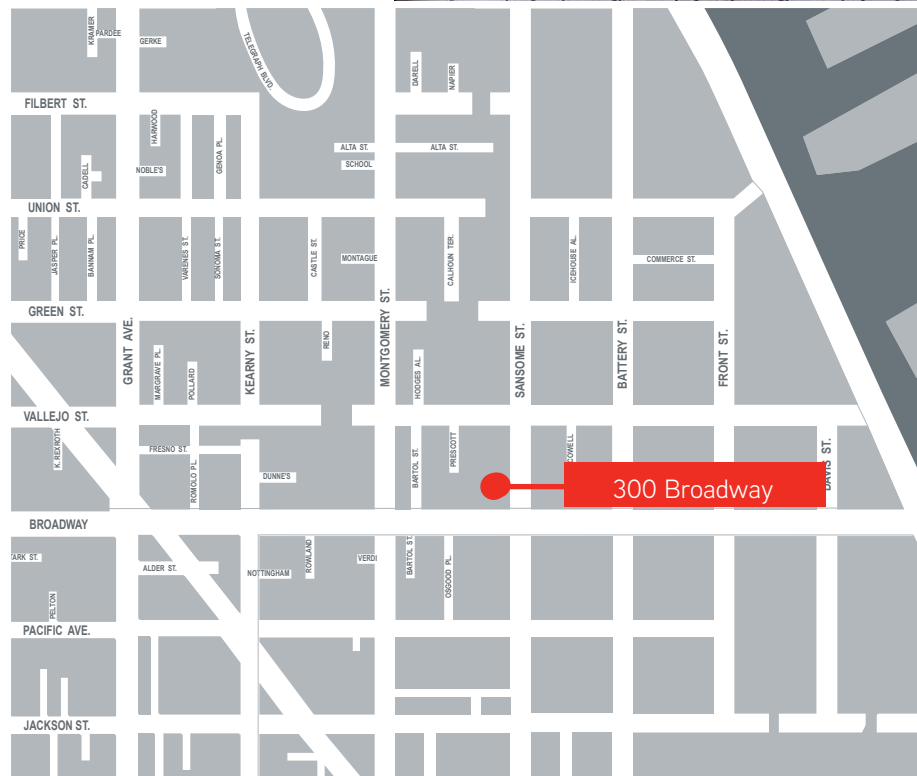 KRAMER
PARDEE
GERKE
TELEGRAPH BLVD.
DARELL
NAPIER
FILBERT ST.
HARWOOD
GENOA PL.
ALTA ST.
ALTA ST.
SCHOOL
CADELL
NOBLE'S
UNION ST.
PRICE
JASPER PL.
BANNAM PL.
VARENES ST.
SONOMA ST.
CASTLE ST.
MONTAGUE
CALHOUN TER.
ICEHOUSE AL.
COMMERCE ST.
GREEN ST.
GRANT AVE.
KEARNY ST.
MONTGOMERY ST.
SANSOME ST.
BATTERY ST.
FRONT ST.
MARGRAVE PL.
POLLARD
RENO
HODGES AL.
VALLEJO ST.
K. REXROTH
FRESNO ST.
ROMOLO PL.
DUNNE'S
BARTOL ST.
PRESCOTT
COWELL
DAVIS ST.
300 Broadway
BROADWAY
ARK ST.
ALDER ST.
NOTTINGHAM
ROWLAND
VERDI
BARTOL ST.
OSGOOD PL.
PELTON
PACIFIC AVE.
JACKSON ST.